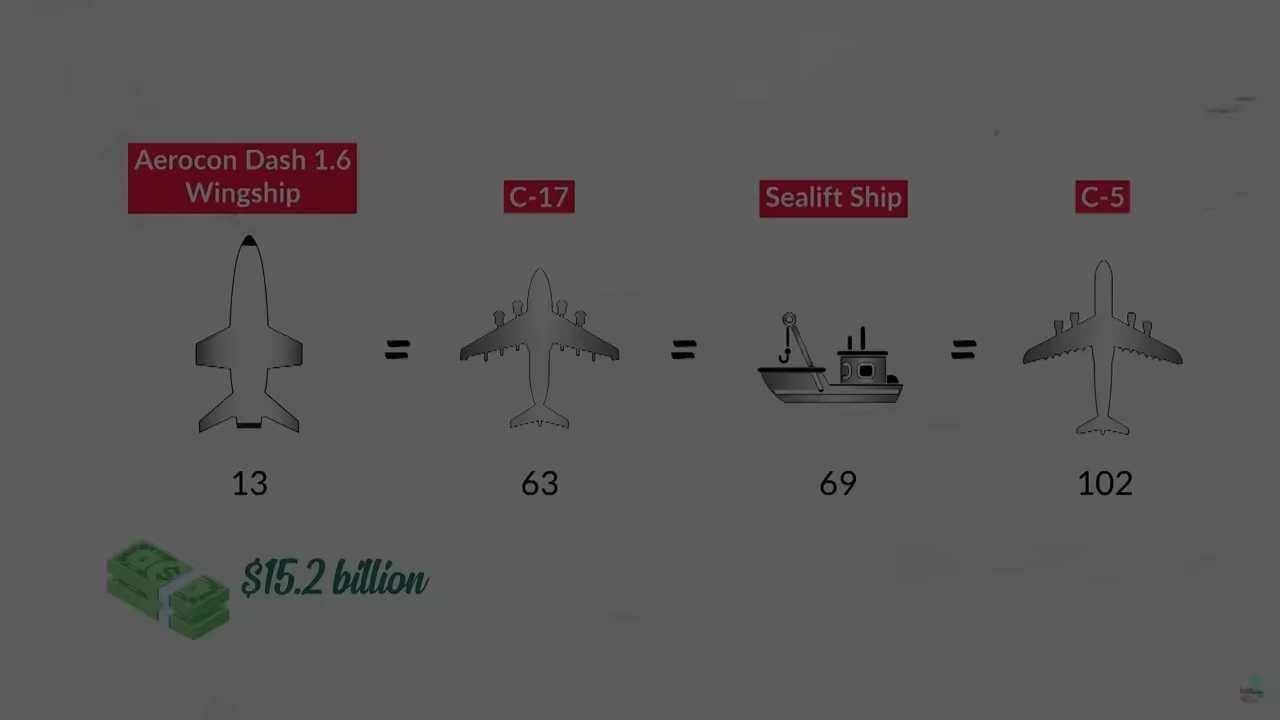 Aerocon Dash 1.6
Wingship
C-17
Sealift Ship
C-5
=
=
=
13
63
69
102
$15.2 billion